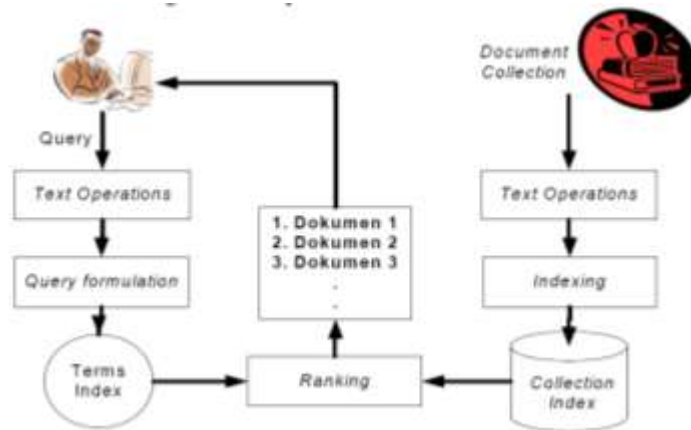 Document
Collection
Query
Text Operations
Text Operations
1. Dokumen 1
2. Dokumen 2
3. Dokumen 3
.
.
Query formulation
Indexing
Terms
Index
Ranking
Collection
Index